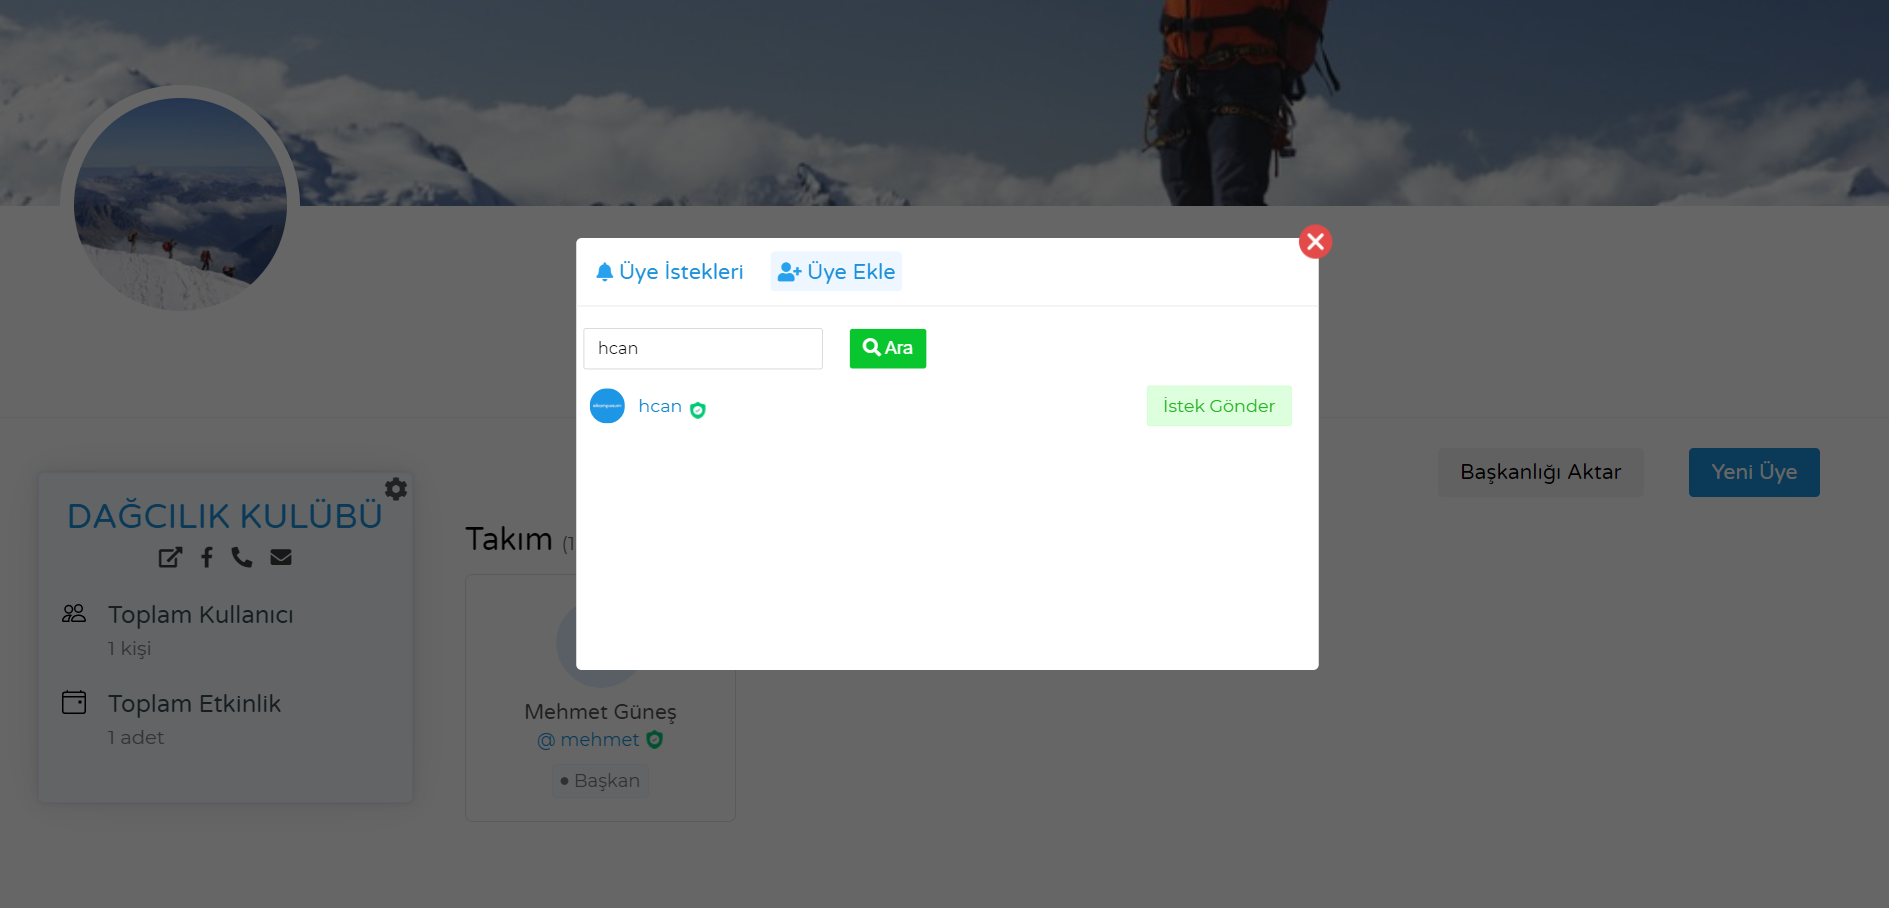 Üye İstekleri
Üye Ekle
hcan
Ara
hcan
İstek Gönder
Başkanlığı Aktar
Yeni Üye
DAĞCILIK KULÜBÜ
Toplam Kullanıcı
1 kişi
Toplam Etkinlik
1 adet
Takım (1
Mehmet Güneş
@ mehmet
• Başkan